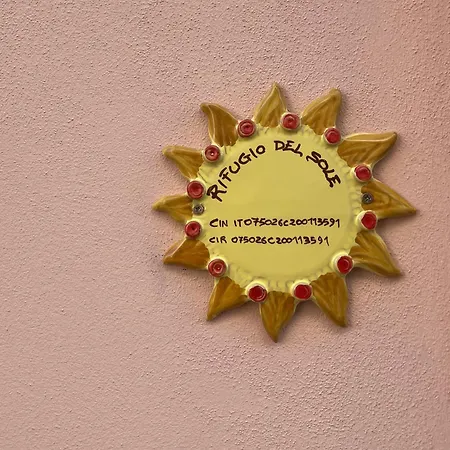 RIFUGIO DEL SOLE
CIN IT075026C200113591
CIR 075026C200113591